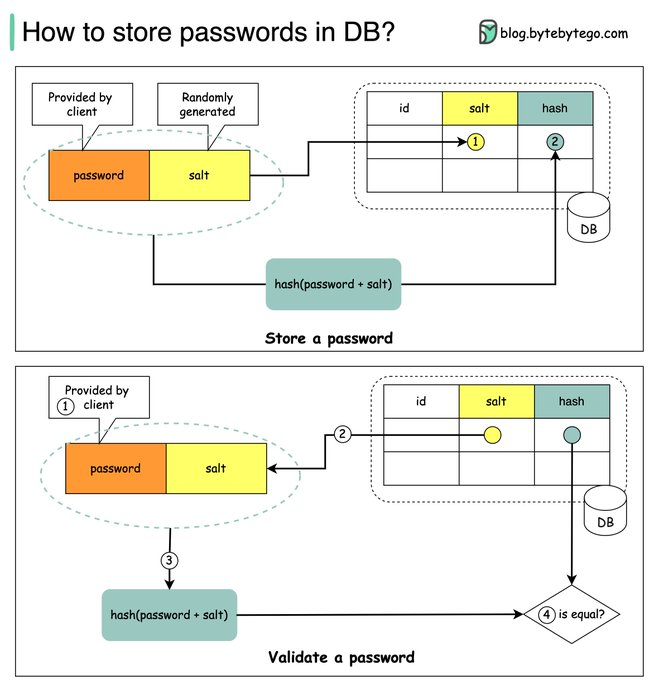 How to store passwords in DB?
blog.bytebytego.com
Provided by
client
Randomly
generated
password
salt
id
salt
hash
1
2
DB
hash(password + salt)
Store a password
Provided by
1 client
password
salt
id
salt
hash
2
DB
3
hash(password + salt)
4 is equal?
Validate a password